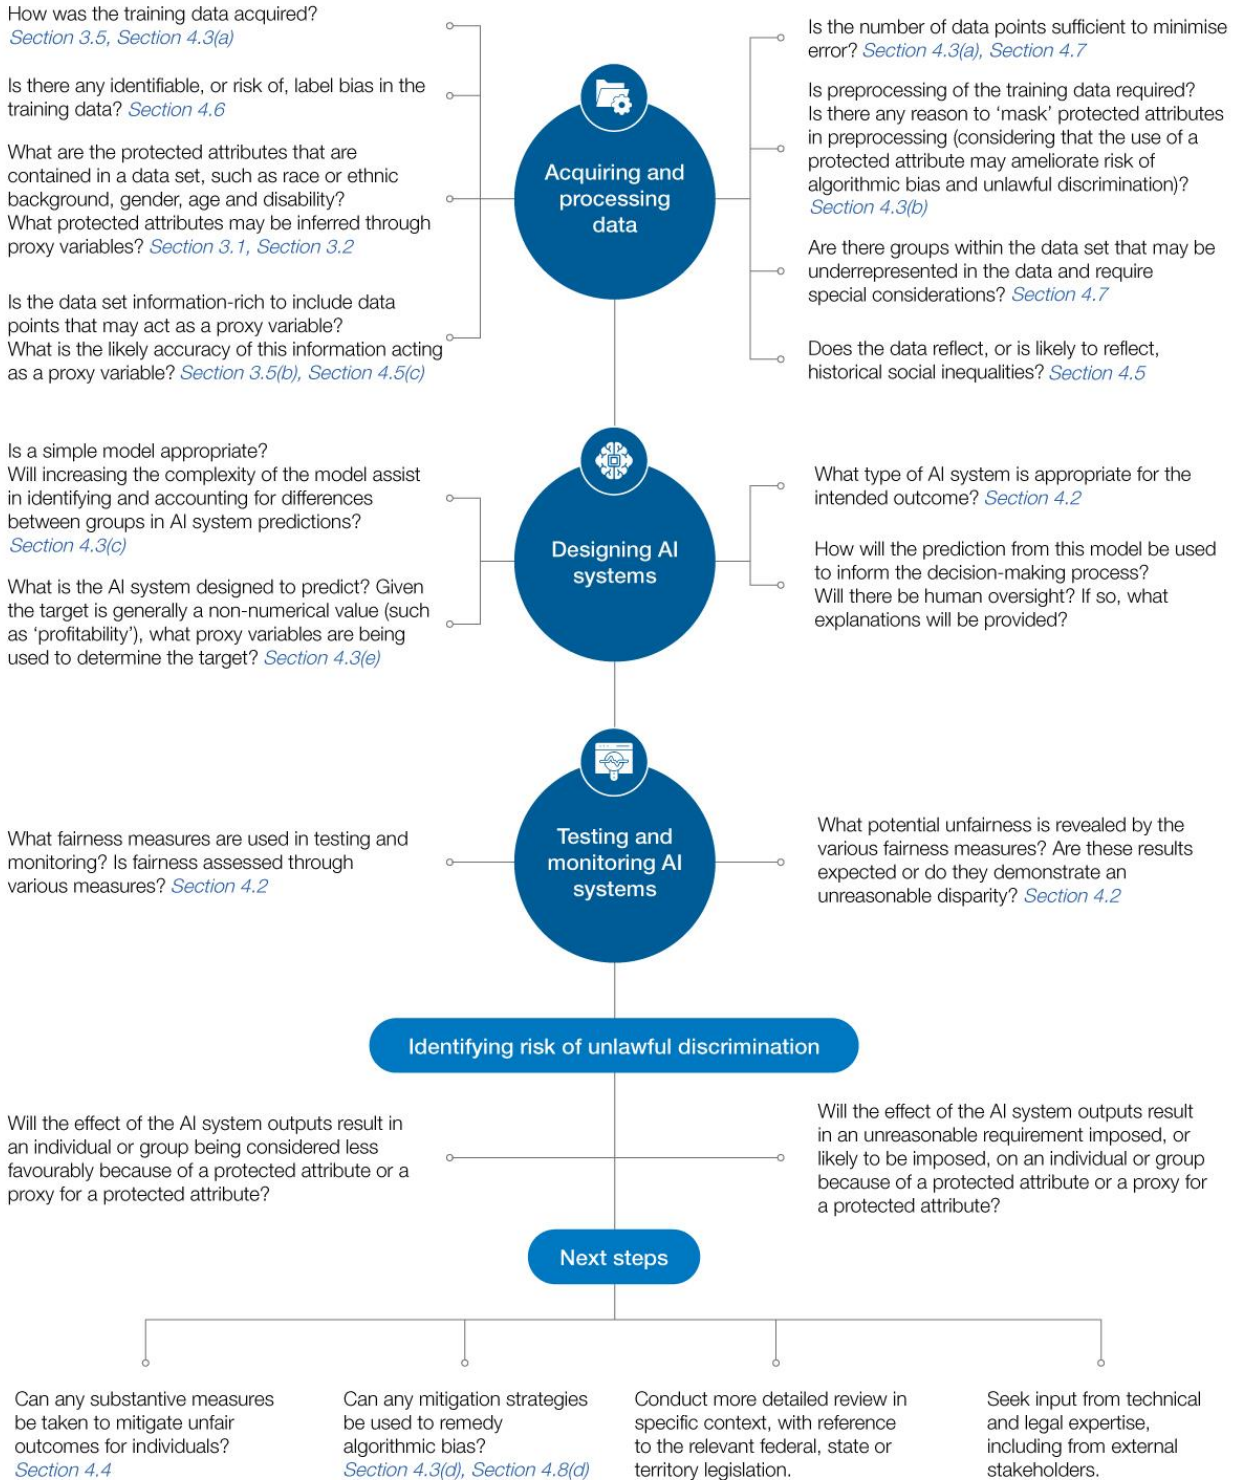 How was the training data acquired?
Section 3.5, Section 4.3(a)
Is there any identifiable, or risk of, label bias in the
training data? Section 4.6
What are the protected attributes that are
contained in a data set, such as race or ethnic
background, gender, age and disability?
What protected attributes may be inferred through
proxy variables? Section 3.1, Section 3.2
Is the data set information-rich to include data
points that may act as a proxy variable?
What is the likely accuracy of this information acting
as a proxy variable? Section 3.5(b), Section 4.5(c)
Acquiring and
processing
data
Is the number of data points sufficient to minimise
error? Section 4.3(a), Section 4.7
Is preprocessing of the training data required?
Is there any reason to ‘mask’ protected attributes
in preprocessing (considering that the use of a
protected attribute may ameliorate risk of
algorithmic bias and unlawful discrimination)?
Section 4.3(b)
Are there groups within the data set that may be
underrepresented in the data and require
special considerations? Section 4.7
Does the data reflect, or is likely to reflect,
historical social inequalities? Section 4.5
Is a simple model appropriate?
Will increasing the complexity of the model assist
in identifying and accounting for differences
between groups in AI system predictions?
Section 4.3(c)
What is the AI system designed to predict? Given
the target is generally a non-numerical value (such
as ‘profitability’), what proxy variables are being
used to determine the target? Section 4.3(e)
Designing AI
systems
What type of AI system is appropriate for the
intended outcome? Section 4.2
How will the prediction from this model be used
to inform the decision-making process?
Will there be human oversight? If so, what
explanations will be provided?
What fairness measures are used in testing and
monitoring? Is fairness assessed through
various measures? Section 4.2
Testing and
monitoring AI
systems
What potential unfairness is revealed by the
various fairness measures? Are these results
expected or do they demonstrate an
unreasonable disparity? Section 4.2
Identifying risk of unlawful discrimination
Will the effect of the AI system outputs result in
an individual or group being considered less
favourably because of a protected attribute or a
proxy for a protected attribute?
Will the effect of the AI system outputs result
in an unreasonable requirement imposed, or
likely to be imposed, on an individual or group
because of a protected attribute or a proxy for
a protected attribute?
Next steps
Can any substantive measures
be taken to mitigate unfair
outcomes for individuals?
Section 4.4
Can any mitigation strategies
be used to remedy
algorithmic bias?
Section 4.3(d), Section 4.8(d)
Conduct more detailed review in
specific context, with reference
to the relevant federal, state or
territory legislation.
Seek input from technical
and legal expertise,
including from external
stakeholders.